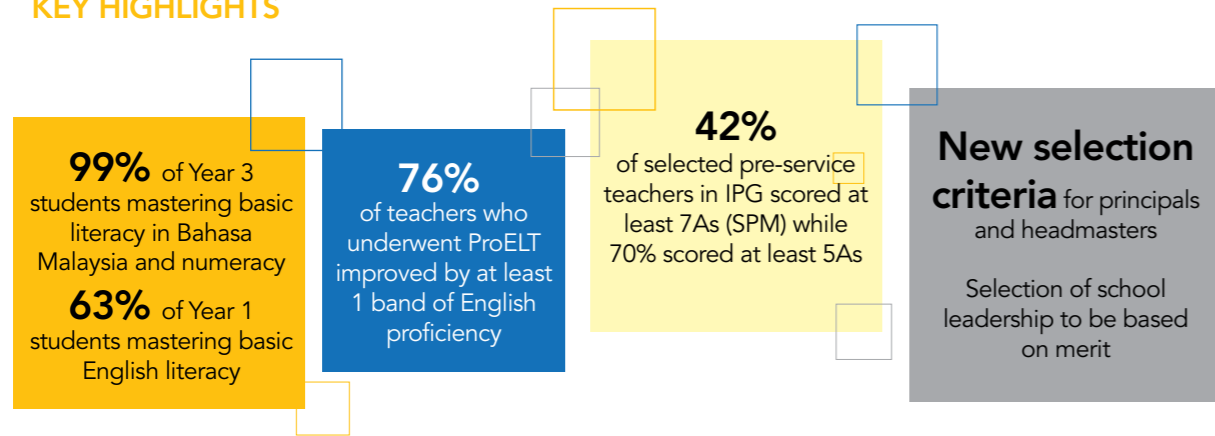 KEY HIGHLIGHTS
99% of Year 3
students mastering basic
literacy in Bahasa
Malaysia and numeracy
63% of Year 1
students mastering basic
English literacy
76%
of teachers who
underwent ProELT
improved by at least
1 band of English
proficiency
42%
of selected pre-service
teachers in IPG scored at
least 7As (SPM) while
70% scored at least 5As
New selection
criteria for principals
and headmasters
Selection of school
leadership to be based
on merit